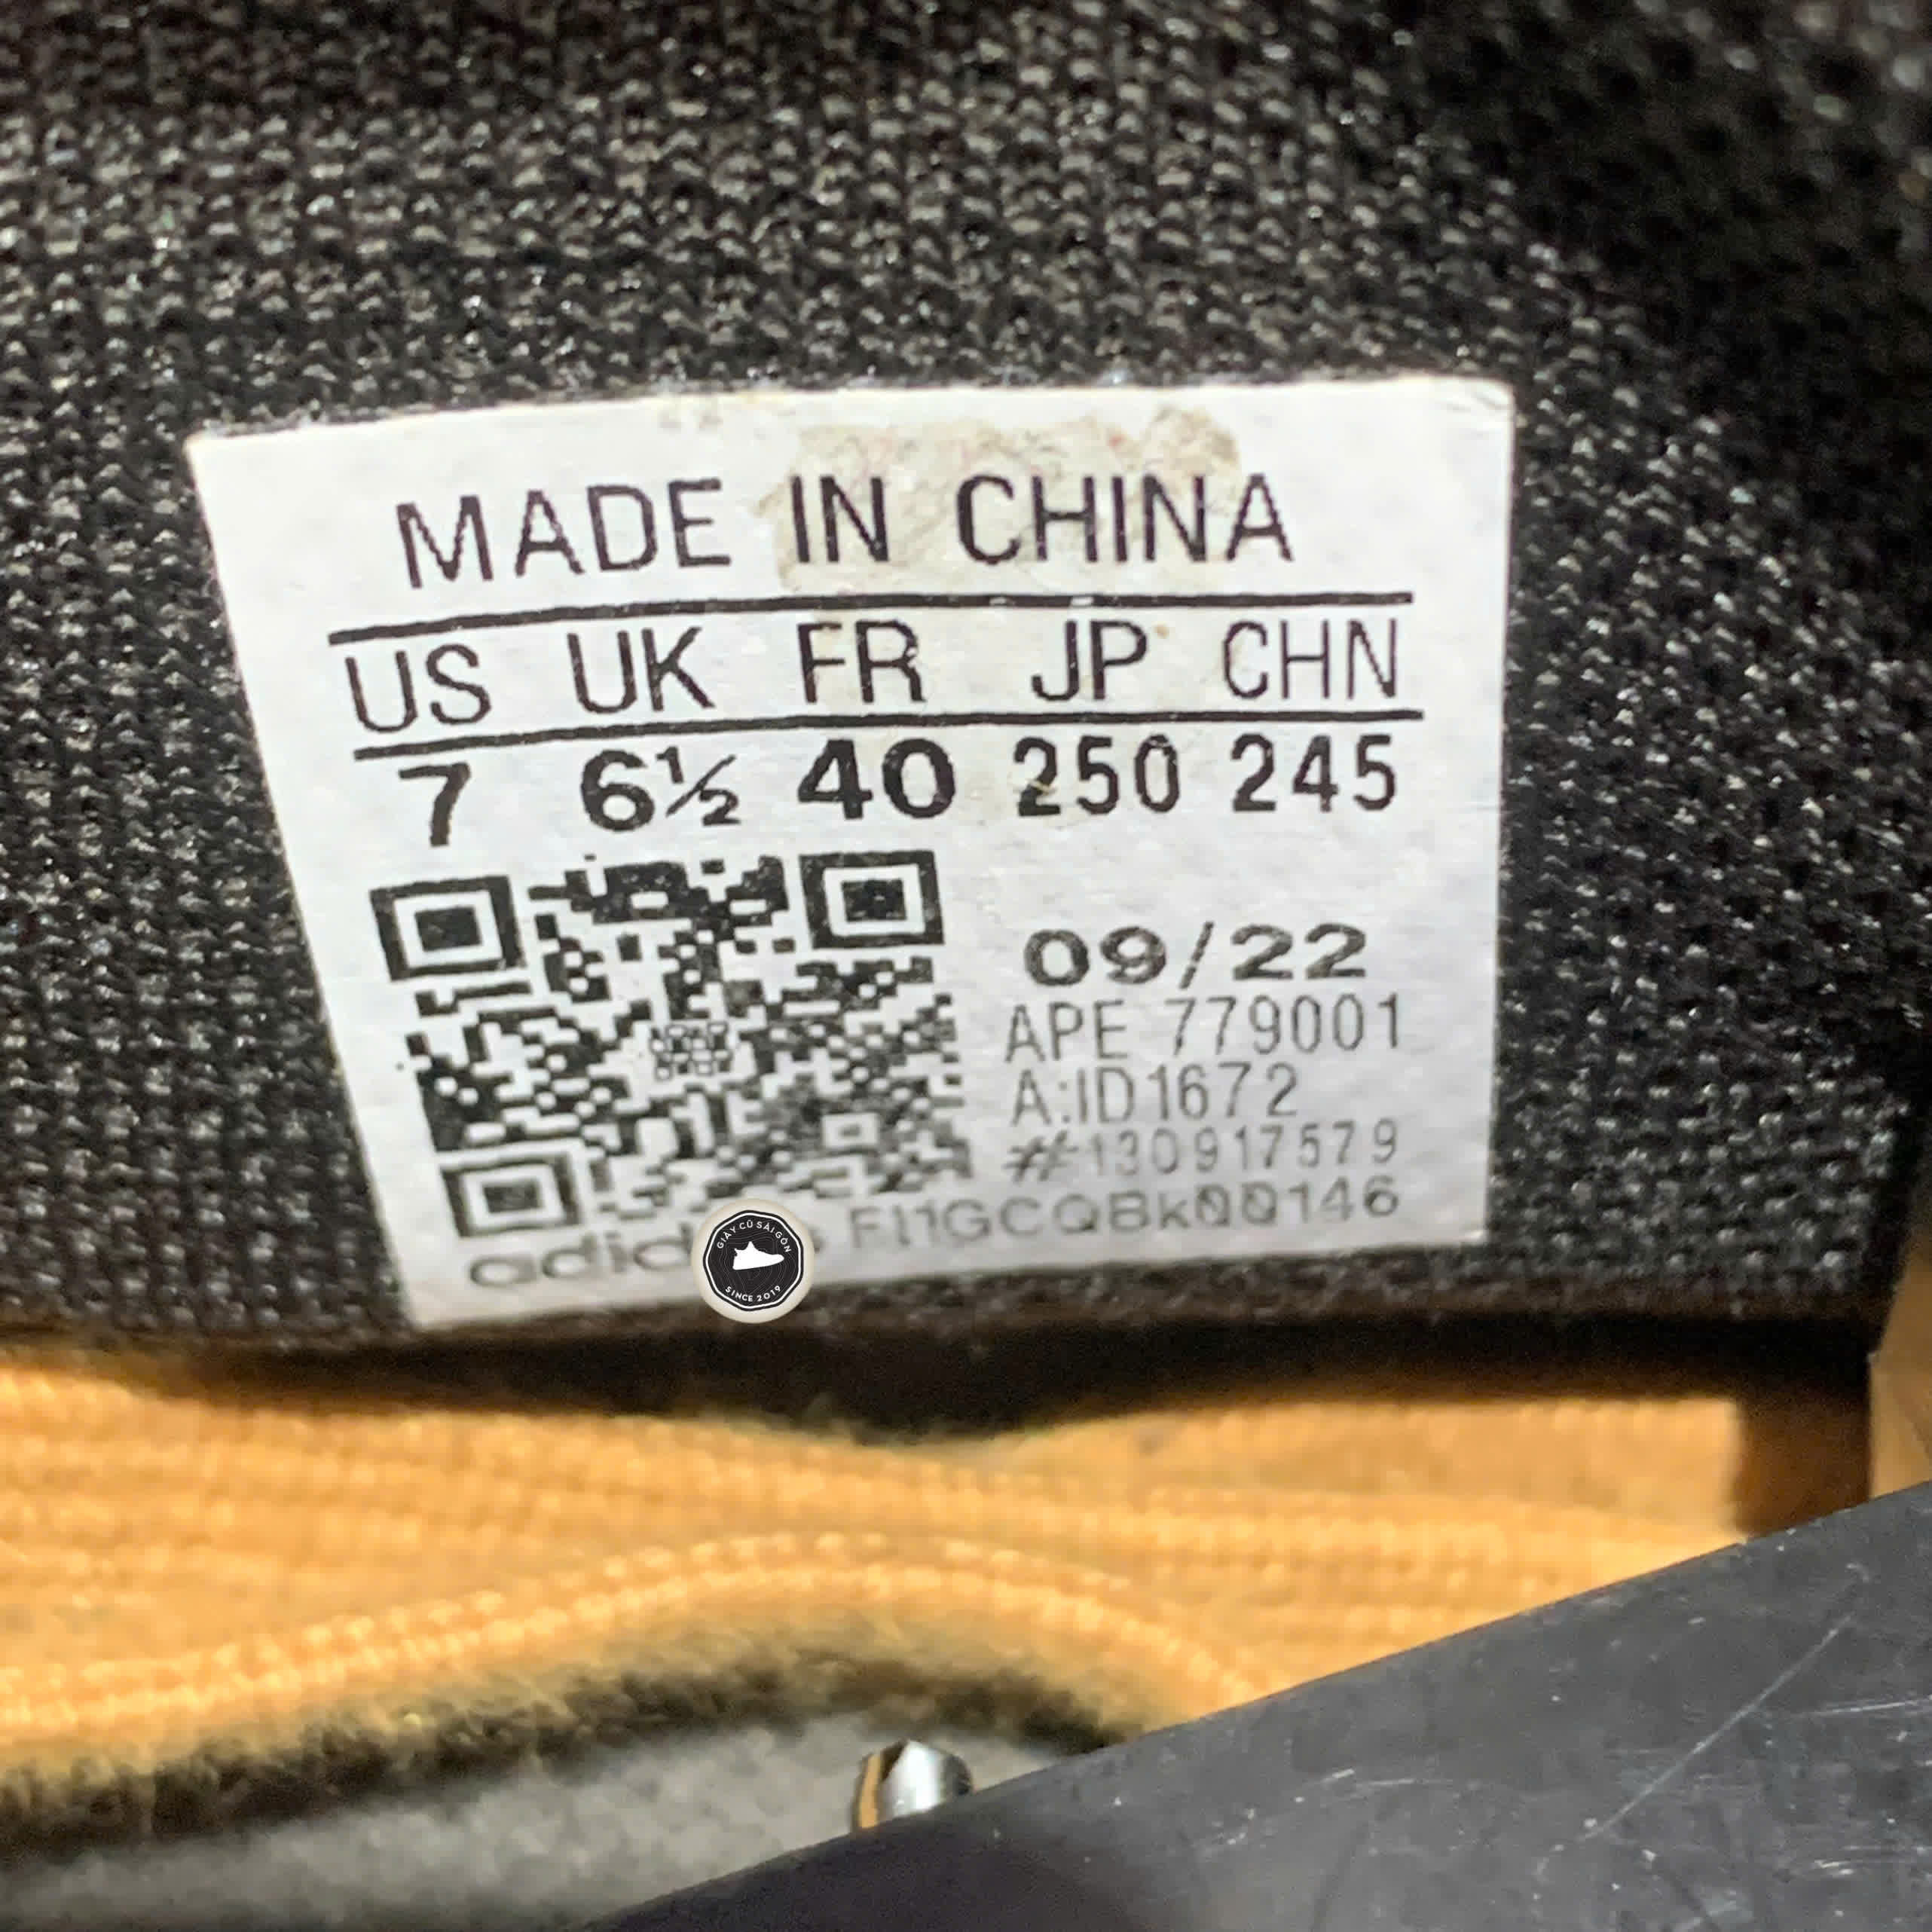 MADE IN CHINA
US UK FR JP CHN
7 6½ 40 250 245
09/22
APE 779001
A:ID1672
#130917579
FI1GCQBk00146
GIÀY CŨ SÀI GÒN
SINCE 2019